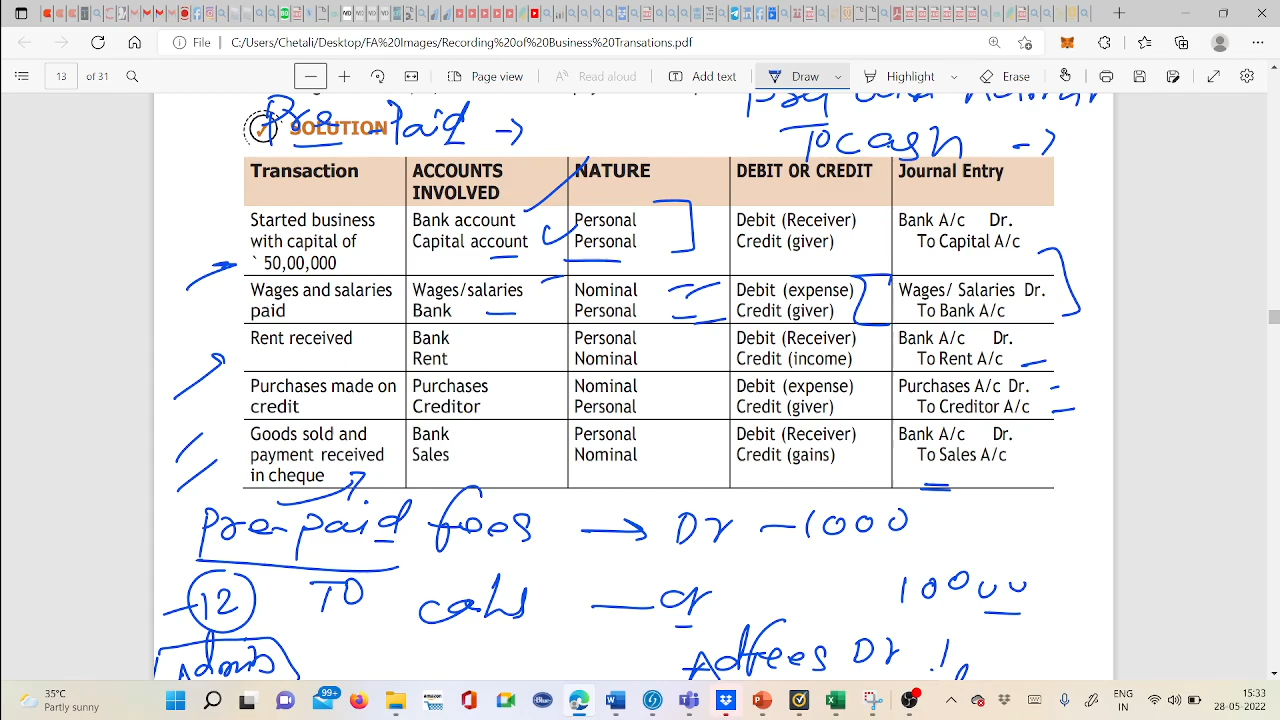 File
C:/Users/Chetali/Desktop/EA%20Images/Recording%20of%20Business%20Transations.pdf
13 of 31
Page view
Read aloud
Add text
Draw
Highlight
Erase
Pre-Paid ->
SOLUTION
To cash ->
Transaction ACCOUNTS INVOLVED NATURE DEBIT OR CREDIT Journal Entry
Started business Bank account Personal Debit (Receiver) Bank A/c Dr.
with capital of Capital account Personal Credit (giver) To Capital A/c
` 50,00,000
Wages and salaries Wages/salaries Nominal Debit (expense) Wages/ Salaries Dr.
paid Bank Personal Credit (giver) To Bank A/c
Rent received Bank Personal Debit (Receiver) Bank A/c Dr.
Rent Nominal Credit (income) To Rent A/c
Purchases made on Purchases Nominal Debit (expense) Purchases A/c Dr.
credit Creditor Personal Credit (giver) To Creditor A/c
Goods sold and Bank Personal Debit (Receiver) Bank A/c Dr.
payment received Sales Nominal Credit (gains) To Sales A/c
in cheque
Pre-paid fees → Dr - 1000
12 TO cash — cr 10000
fees Dr
35°C
Partly sunny
99+
ENG
IN
15:33
28-05-2022